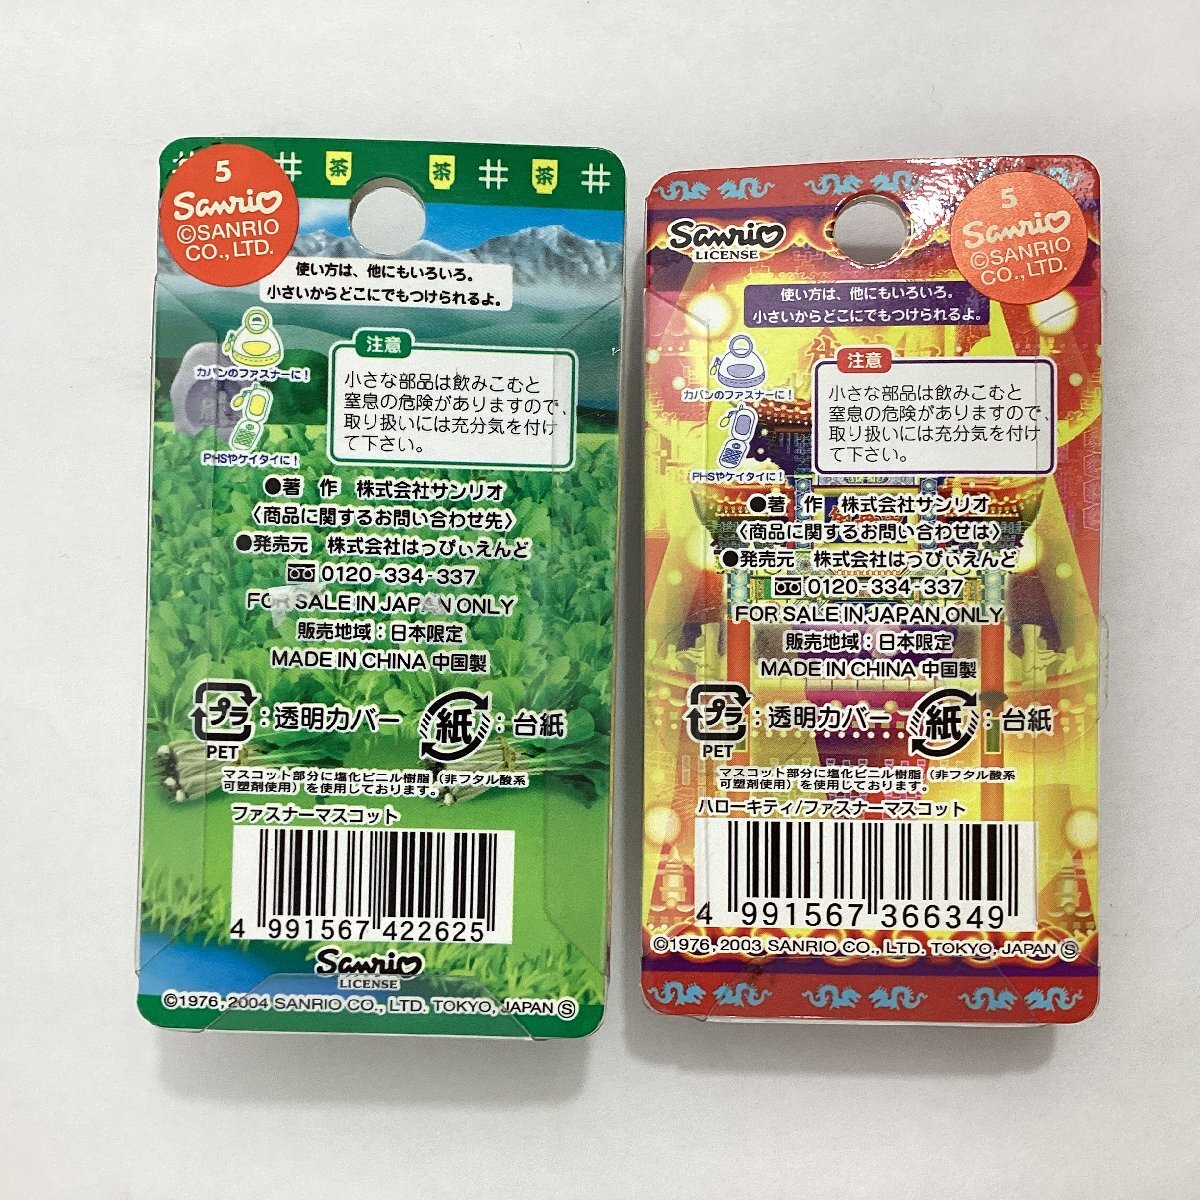 茶 茶 茶
5
Sanrio
©SANRIO
CO., LTD.
使い方は、他にもいろいろ。
小さいからどこにでもつけられるよ。
カバンのファスナーに！
PHSやケイタイに！
注意
小さな部品は飲みこむと
窒息の危険がありますので、
取り扱いには充分気を付け
て下さい。
●著　作　株式会社サンリオ
〈商品に関するお問い合わせ先〉
●発売元　株式会社はっぴぃえんど
0120-334-337
FOR SALE IN JAPAN ONLY
販売地域：日本限定
MADE IN CHINA 中国製
プラ：透明カバー 紙：台紙
PET
マスコット部分に塩化ビニル樹脂（非フタル酸系
可塑剤使用）を使用しております。
ファスナーマスコット
4 991567 422625
Sanrio
LICENSE
©1976, 2004 SANRIO CO., LTD. TOKYO, JAPAN Ⓢ
Sanrio
LICENSE
5
Sanrio
©SANRIO
CO., LTD.
使い方は、他にもいろいろ。
小さいからどこにでもつけられるよ。
カバンのファスナーに！
PHSやケイタイに！
注意
小さな部品は飲みこむと
窒息の危険がありますので、
取り扱いには充分気を付け
て下さい。
●著　作　株式会社サンリオ
〈商品に関するお問い合わせは〉
●発売元　株式会社はっぴぃえんど
0120-334-337
FOR SALE IN JAPAN ONLY
販売地域：日本限定
MADE IN CHINA 中国製
プラ：透明カバー 紙：台紙
PET
マスコット部分に塩化ビニル樹脂（非フタル酸系
可塑剤使用）を使用しております。
ハローキティ/ファスナーマスコット
4 991567 366349
©1976, 2003 SANRIO CO., LTD. TOKYO, JAPAN Ⓢ